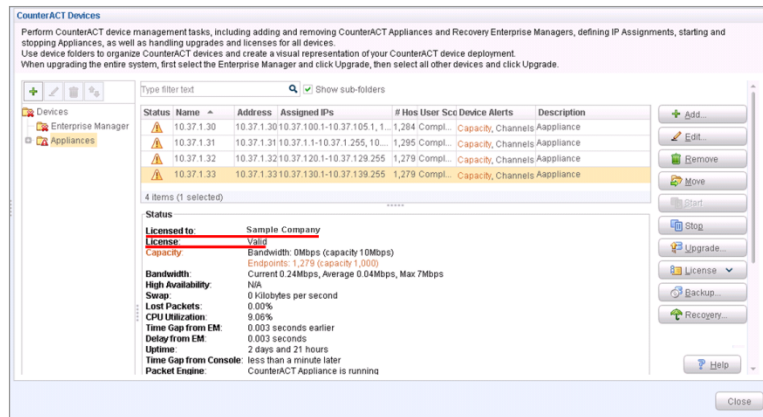 CounterACT Devices
Perform CounterACT device management tasks, including adding and removing CounterACT Appliances and Recovery Enterprise Managers, defining IP Assignments, starting and
stopping Appliances, as well as handling upgrades and licenses for all devices.
Use device folders to organize CounterACT devices and create a visual representation of your CounterACT device deployment.
When upgrading the entire system, first select the Enterprise Manager and click Upgrade, then select all other devices and click Upgrade.
Type filter text
Show sub-folders
Devices
Enterprise Manager
Appliances
Status Name Address Assigned IPs # Hos User Sco Device Alerts Description
10.37.1.30 10.37.1.30 10.37.100.1-10.37.105.1, 1... 1,284 Compl... Capacity, Channels Aappliance
10.37.1.31 10.37.1.31 10.37.1.1-10.37.1.255, 10.... 1,295 Compl... Capacity, Channels Aappliance
10.37.1.32 10.37.1.32 10.37.120.1-10.37.129.255 1,279 Compl... Capacity, Channels Aappliance
10.37.1.33 10.37.1.33 10.37.130.1-10.37.139.255 1,279 Compl... Capacity, Channels Aappliance
4 items (1 selected)
Status
Licensed to: Sample Company
License: Valid
Capacity: Bandwidth: 0Mbps (capacity 10Mbps)
Endpoints: 1,279 (capacity 1,000)
Bandwidth: Current 0.24Mbps, Average 0.04Mbps, Max 7Mbps
High Availability: N/A
Swap: 0 Kilobytes per second
Lost Packets: 0.00%
CPU Utilization: 9.06%
Time Gap from EM: 0.003 seconds earlier
Delay from EM: 0.003 seconds
Uptime: 2 days and 21 hours
Time Gap from Console: less than a minute later
Packet Engine: CounterACT Appliance is running
Add...
Edit...
Remove
Move
Start
Stop
Upgrade...
License
Backup...
Recovery...
Help
Close